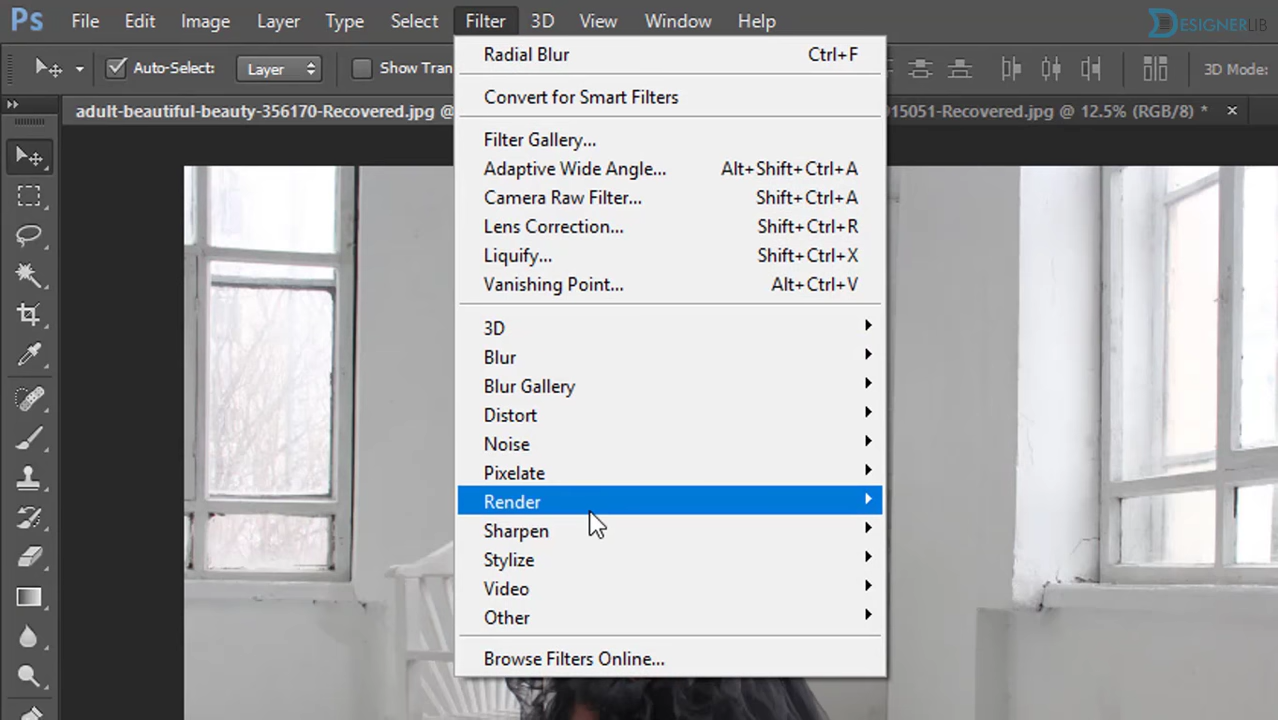 Ps File Edit Image Layer Type Select Filter 3D View Window Help
DESIGNERLIB
Auto-Select: Layer Show Tran 3D Mode:
adult-beautiful-beauty-356170-Recovered.jpg @ 15051-Recovered.jpg @ 12.5% (RGB/8) *
Radial Blur Ctrl+F
Convert for Smart Filters
Filter Gallery...
Adaptive Wide Angle... Alt+Shift+Ctrl+A
Camera Raw Filter... Shift+Ctrl+A
Lens Correction... Shift+Ctrl+R
Liquify... Shift+Ctrl+X
Vanishing Point... Alt+Ctrl+V
3D
Blur
Blur Gallery
Distort
Noise
Pixelate
Render
Sharpen
Stylize
Video
Other
Browse Filters Online...